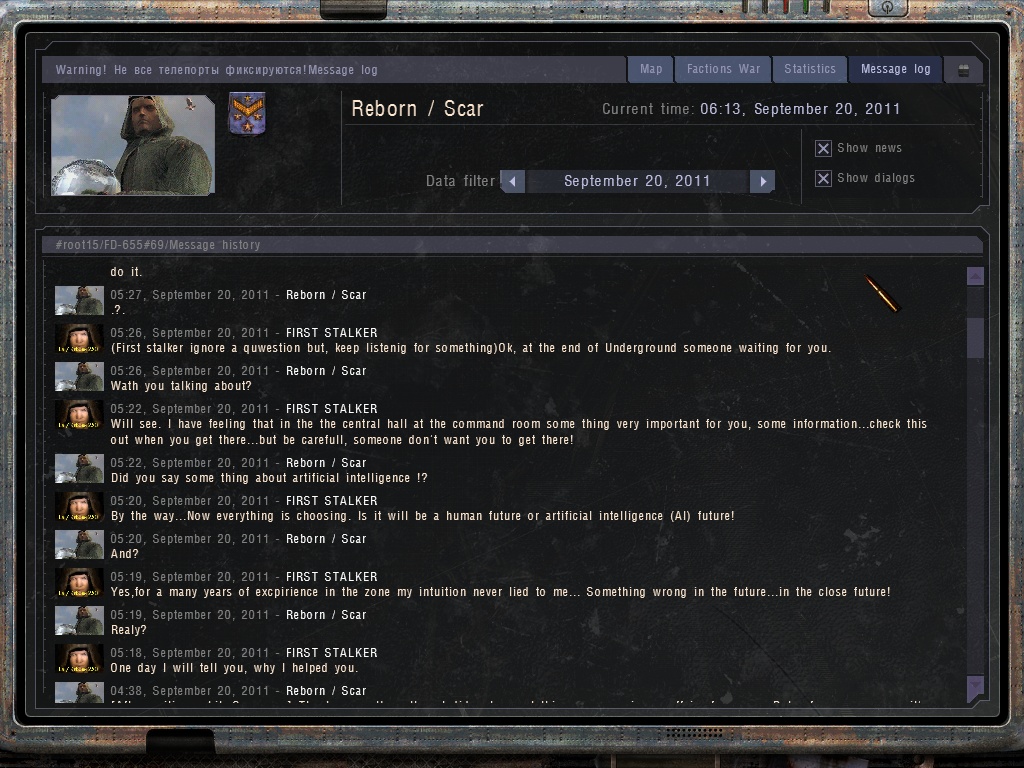 Warning! Не все телепорты фиксируются!Message log
Map
Factions War
Statistics
Message log
Reborn / Scar
Current time: 06:13, September 20, 2011
Data filter
September 20, 2011
Show news
Show dialogs
#root15/FD-655#69/Message history
do it.
05:27, September 20, 2011 - Reborn / Scar
.?.
05:26, September 20, 2011 - FIRST STALKER
(First stalker ignore a quwestion but, keep listenig for something)Ok, at the end of Underground someone waiting for you.
05:26, September 20, 2011 - Reborn / Scar
Wath you talking about?
05:22, September 20, 2011 - FIRST STALKER
Will see. I have feeling that in the the central hall at the command room some thing very important for you, some information...check this
out when you get there...but be carefull, someone don't want you to get there!
05:22, September 20, 2011 - Reborn / Scar
Did you say some thing about artificial intelligence !?
05:20, September 20, 2011 - FIRST STALKER
By the way...Now everything is choosing. Is it will be a human future or artificial intelligence (AI) future!
05:20, September 20, 2011 - Reborn / Scar
And?
05:19, September 20, 2011 - FIRST STALKER
Yes,for a many years of excpirience in the zone my intuition never lied to me... Something wrong in the future...in the close future!
05:19, September 20, 2011 - Reborn / Scar
Realy?
05:18, September 20, 2011 - FIRST STALKER
One day I will tell you, why I helped you.
04:38, September 20, 2011 - Reborn / Scar